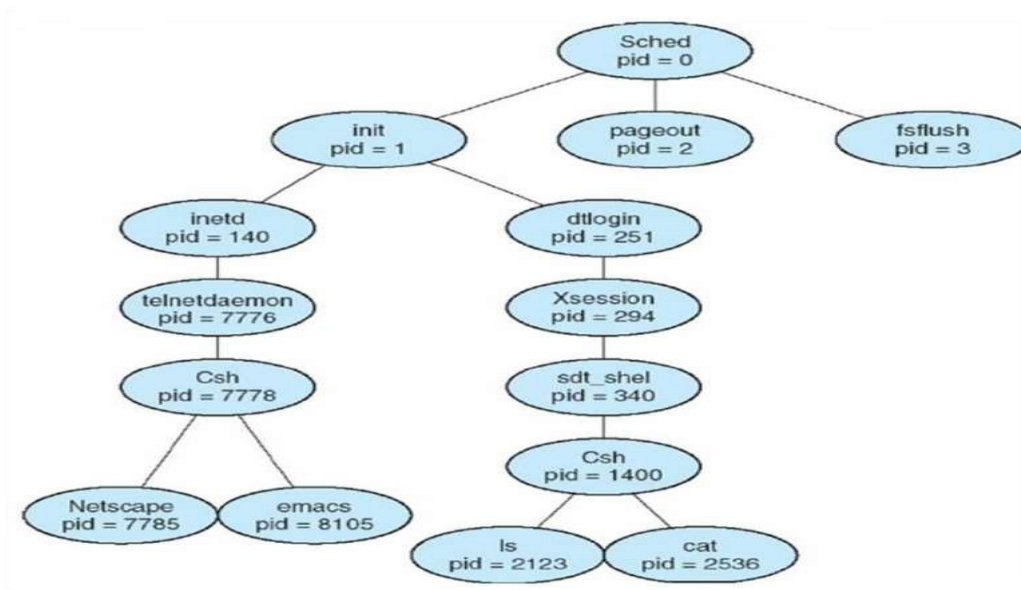 Sched
pid = 0
init
pid = 1
pageout
pid = 2
fsflush
pid = 3
inetd
pid = 140
dtlogin
pid = 251
telnetdaemon
pid = 7776
Xsession
pid = 294
Csh
pid = 7778
sdt_shel
pid = 340
Csh
pid = 1400
Netscape
pid = 7785
emacs
pid = 8105
ls
pid = 2123
cat
pid = 2536